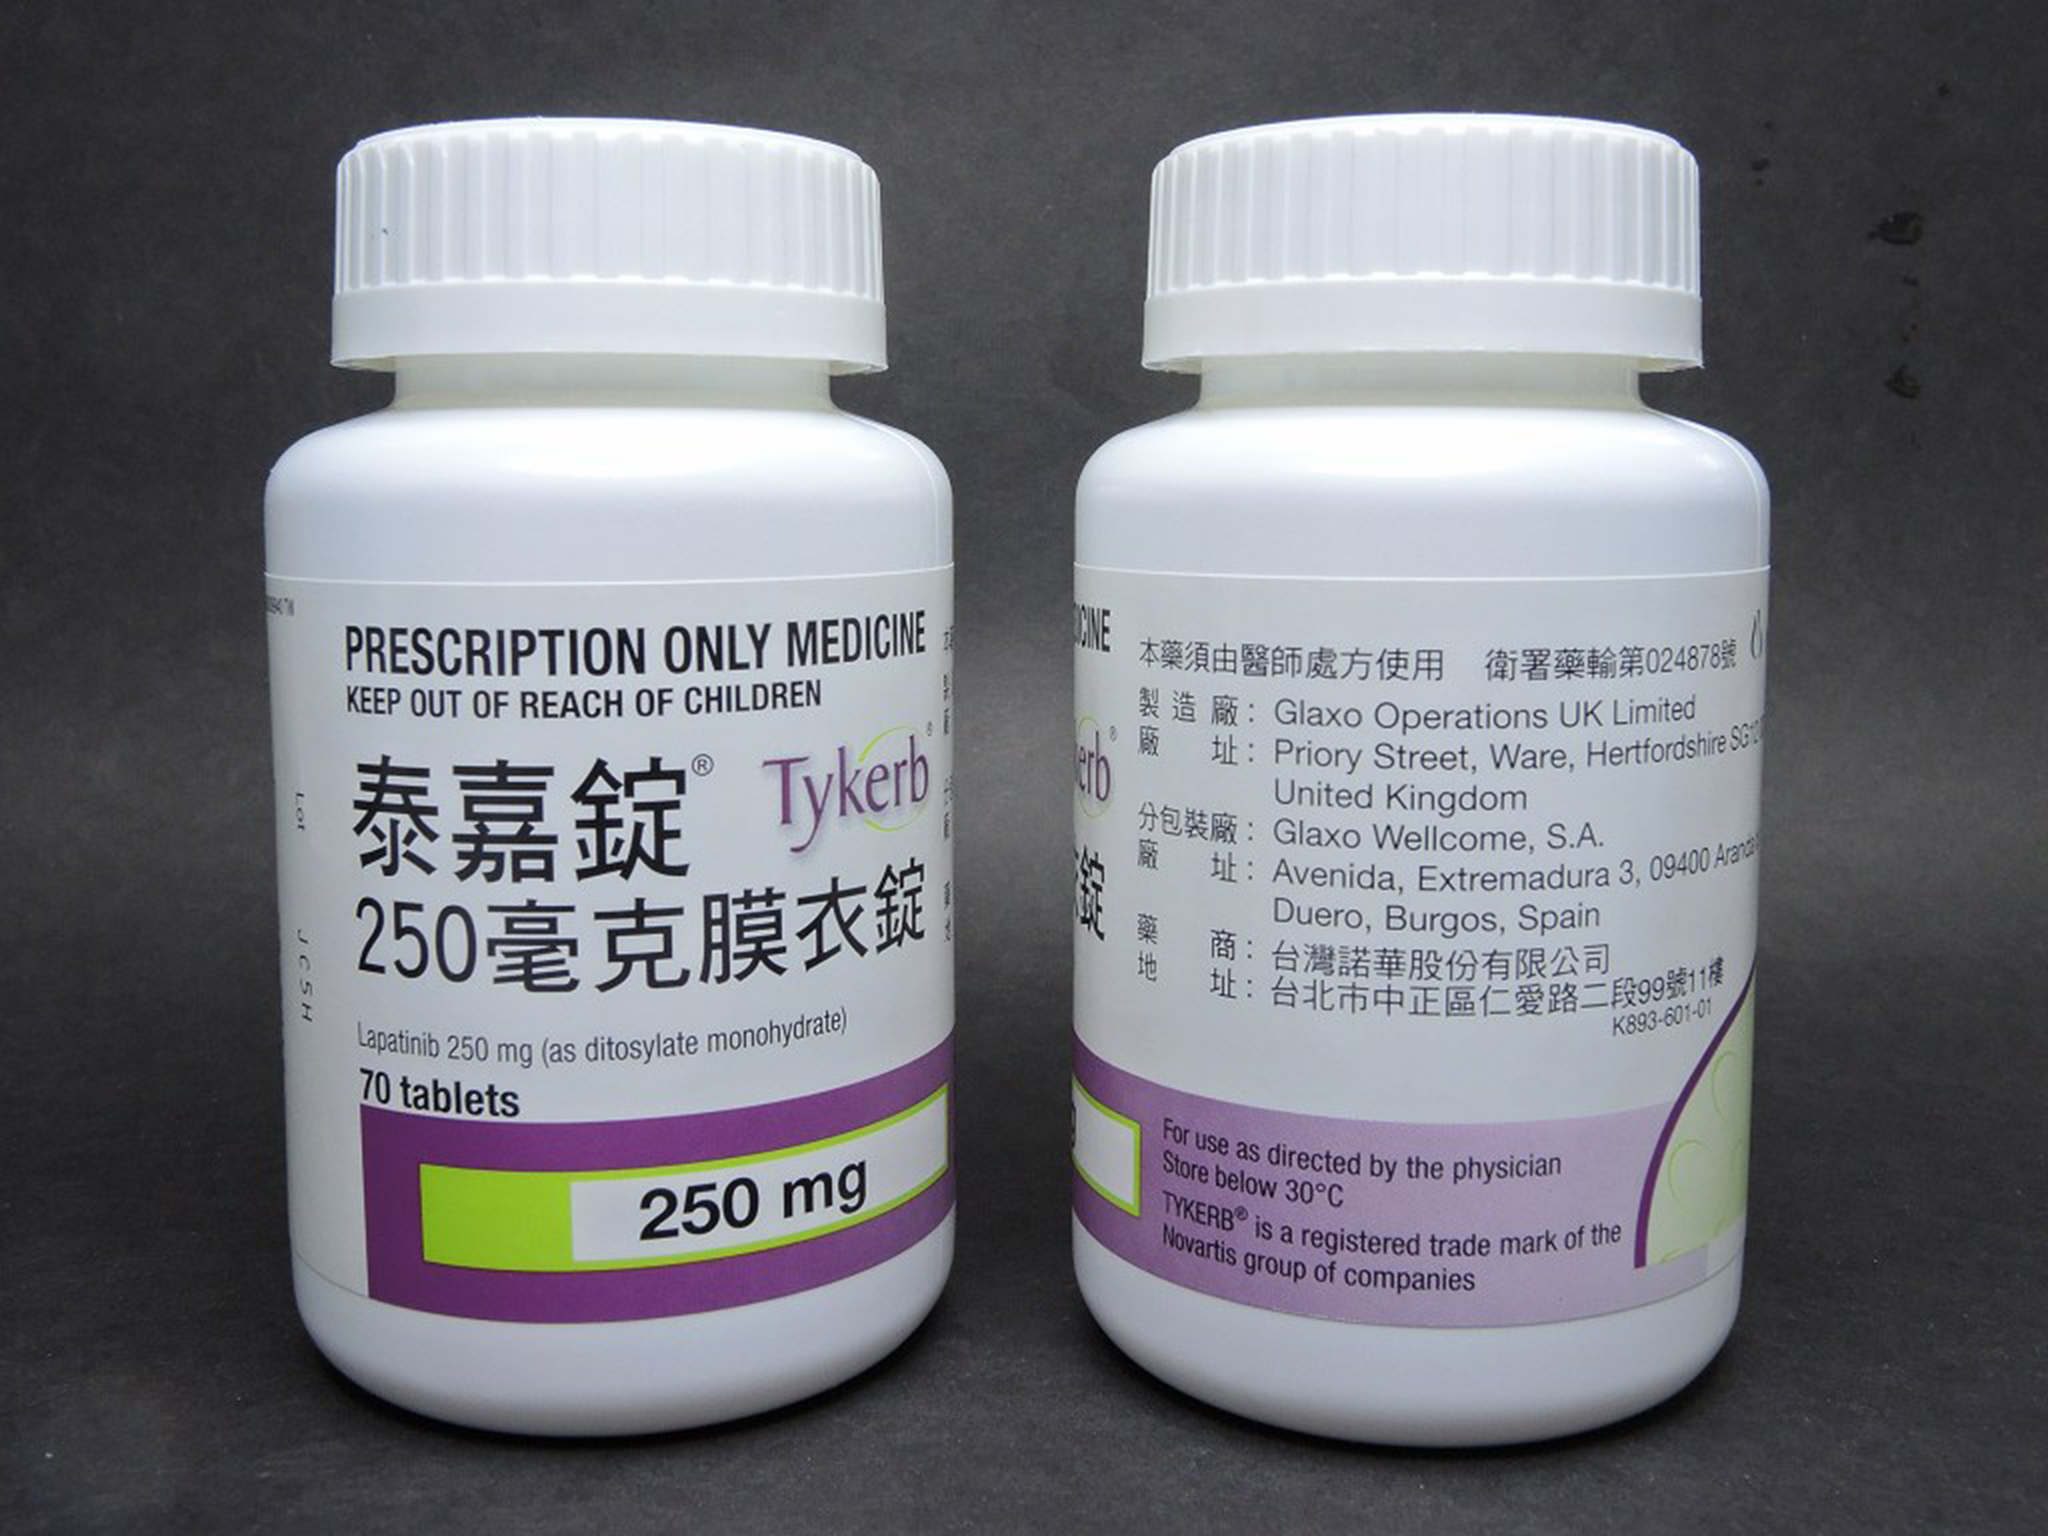 PRESCRIPTION ONLY MEDICINE
KEEP OUT OF REACH OF CHILDREN
泰嘉錠®
Tykerb®
250毫克膜衣錠
Lapatinib 250 mg (as ditosylate monohydrate)
70 tablets
250 mg
Lot
JC5H
erb®
錠
本藥須由醫師處方使用 衛署藥輸第024878號
製造廠: Glaxo Operations UK Limited
廠址: Priory Street, Ware, Hertfordshire
United Kingdom
分包裝廠: Glaxo Wellcome, S.A.
廠址: Avenida, Extremadura 3, 09400 Aranda
Duero, Burgos, Spain
藥商: 台灣諾華股份有限公司
地址: 台北市中正區仁愛路二段99號11樓
K893-601-01
For use as directed by the physician
Store below 30°C
TYKERB® is a registered trade mark of the
Novartis group of companies